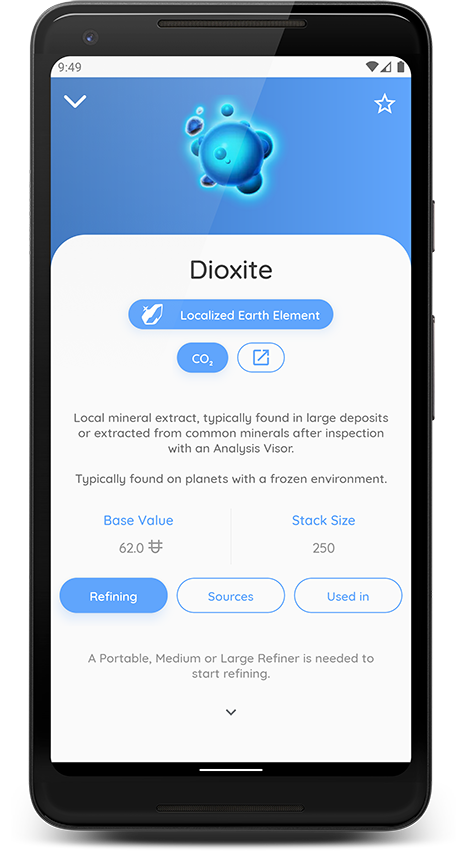 9:49
Dioxite
Localized Earth Element
CO₂
Local mineral extract, typically found in large deposits
or extracted from common minerals after inspection
with an Analysis Visor.
Typically found on planets with a frozen environment.
Base Value
Stack Size
62.0
250
Refining
Sources
Used in
A Portable, Medium or Large Refiner is needed to
start refining.